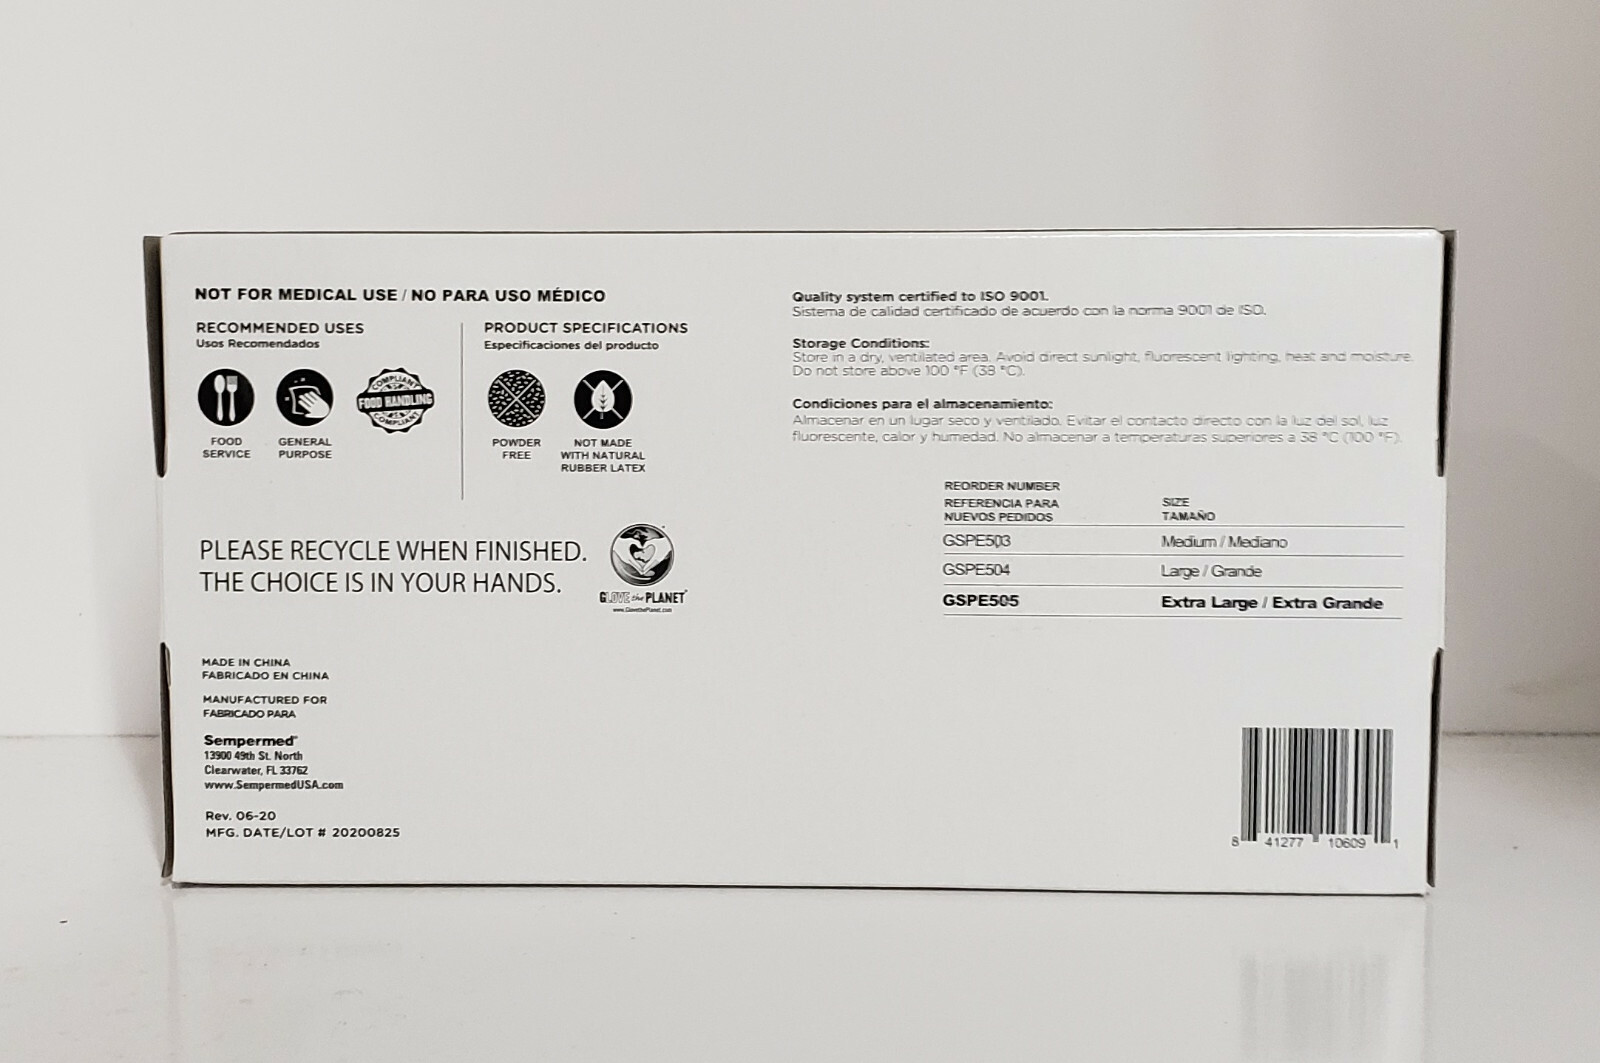 NOT FOR MEDICAL USE / NO PARA USO MÉDICO
RECOMMENDED USES
Usos Recomendados
FOOD
SERVICE
GENERAL
PURPOSE
COMPLIANT
FOOD HANDLING
COMPLIANT
PRODUCT SPECIFICATIONS
Especificaciones del producto
POWDER
FREE
NOT MADE
WITH NATURAL
RUBBER LATEX
PLEASE RECYCLE WHEN FINISHED.
THE CHOICE IS IN YOUR HANDS.
GLOVE the PLANET
www.GlovethePlanet.com
MADE IN CHINA
FABRICADO EN CHINA
MANUFACTURED FOR
FABRICADO PARA
Sempermed®
13900 49th St. North
Clearwater, FL 33762
www.SempermedUSA.com
Rev. 06-20
MFG. DATE/LOT # 20200825
Quality system certified to ISO 9001.
Sistema de calidad certificado de acuerdo con la norma 9001 de ISO.
Storage Conditions:
Store in a dry, ventilated area. Avoid direct sunlight, fluorescent lighting, heat and moisture.
Do not store above 100 °F (38 °C).
Condiciones para el almacenamiento:
Almacenar en un lugar seco y ventilado. Evitar el contacto directo con la luz del sol, luz
fluorescente, calor y humedad. No almacenar a temperaturas superiores a 38 °C (100 °F).
REORDER NUMBER
REFERENCIA PARA SIZE
NUEVOS PEDIDOS TAMAÑO
GSPE503 Medium / Mediano
GSPE504 Large / Grande
GSPE505 Extra Large / Extra Grande
8 41277 10609 1